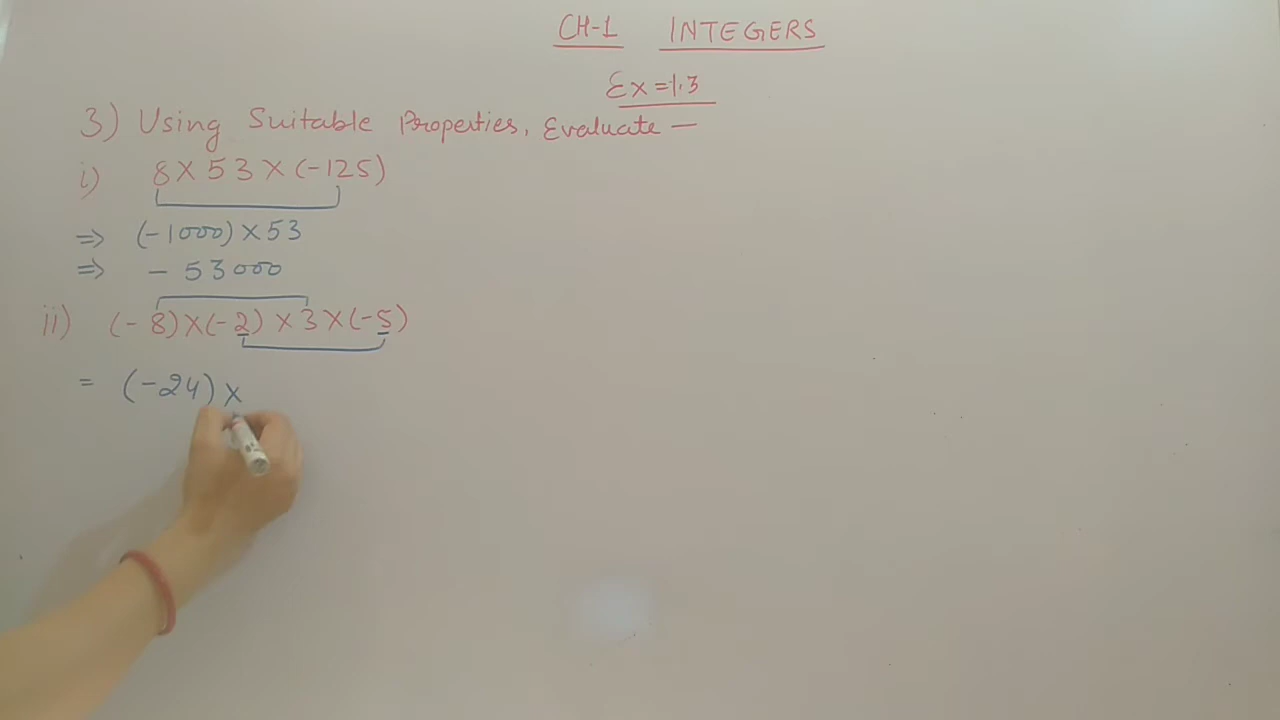 CH-1 INTEGERS
Ex = 1.3
3) Using Suitable Properties, Evaluate —
i) 8 X 53 X (-125)
=> (-1000) X 53
=> - 53000
ii) (-8) X (-2) X 3 X (-5)
= (-24) X